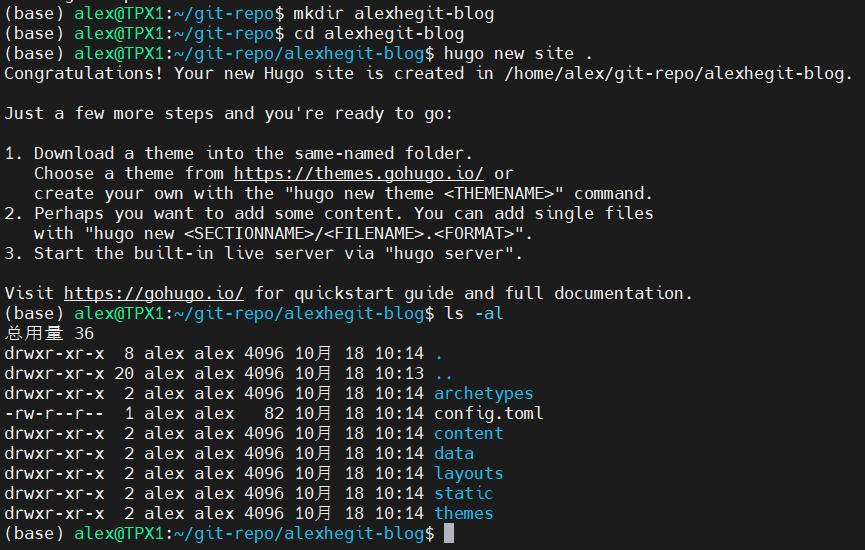 (base) alex@TPX1:~/git-repo$ mkdir alexhegit-blog
(base) alex@TPX1:~/git-repo$ cd alexhegit-blog
(base) alex@TPX1:~/git-repo/alexhegit-blog$ hugo new site .
Congratulations! Your new Hugo site is created in /home/alex/git-repo/alexhegit-blog.

Just a few more steps and you're ready to go:

1. Download a theme into the same-named folder.
   Choose a theme from https://themes.gohugo.io/ or
   create your own with the "hugo new theme <THEMENAME>" command.
2. Perhaps you want to add some content. You can add single files
   with "hugo new <SECTIONNAME>/<FILENAME>.<FORMAT>".
3. Start the built-in live server via "hugo server".

Visit https://gohugo.io/ for quickstart guide and full documentation.
(base) alex@TPX1:~/git-repo/alexhegit-blog$ ls -al
总用量 36
drwxr-xr-x  8 alex alex 4096 10月 18 10:14 .
drwxr-xr-x 20 alex alex 4096 10月 18 10:13 ..
drwxr-xr-x  2 alex alex 4096 10月 18 10:14 archetypes
-rw-r--r--  1 alex alex   82 10月 18 10:14 config.toml
drwxr-xr-x  2 alex alex 4096 10月 18 10:14 content
drwxr-xr-x  2 alex alex 4096 10月 18 10:14 data
drwxr-xr-x  2 alex alex 4096 10月 18 10:14 layouts
drwxr-xr-x  2 alex alex 4096 10月 18 10:14 static
drwxr-xr-x  2 alex alex 4096 10月 18 10:14 themes
(base) alex@TPX1:~/git-repo/alexhegit-blog$